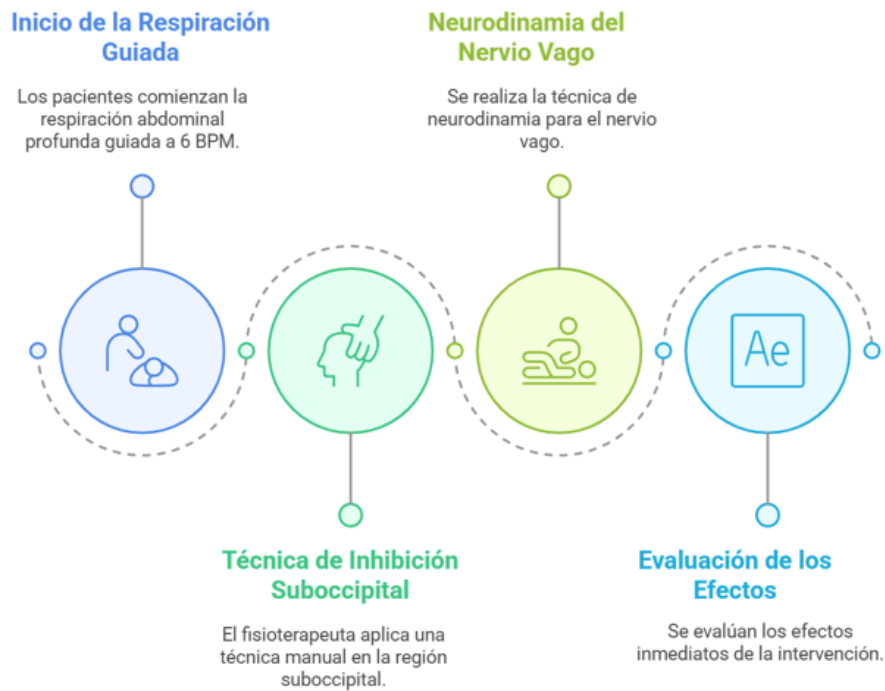 Inicio de la Respiración
Guiada
Los pacientes comienzan la
respiración abdominal
profunda guiada a 6 BPM.
Técnica de Inhibición
Suboccipital
El fisioterapeuta aplica una
técnica manual en la región
suboccipital.
Neurodinamia del
Nervio Vago
Se realiza la técnica de
neurodinamia para el nervio
vago.
Ae
Evaluación de los
Efectos
Se evalúan los efectos
inmediatos de la intervención.